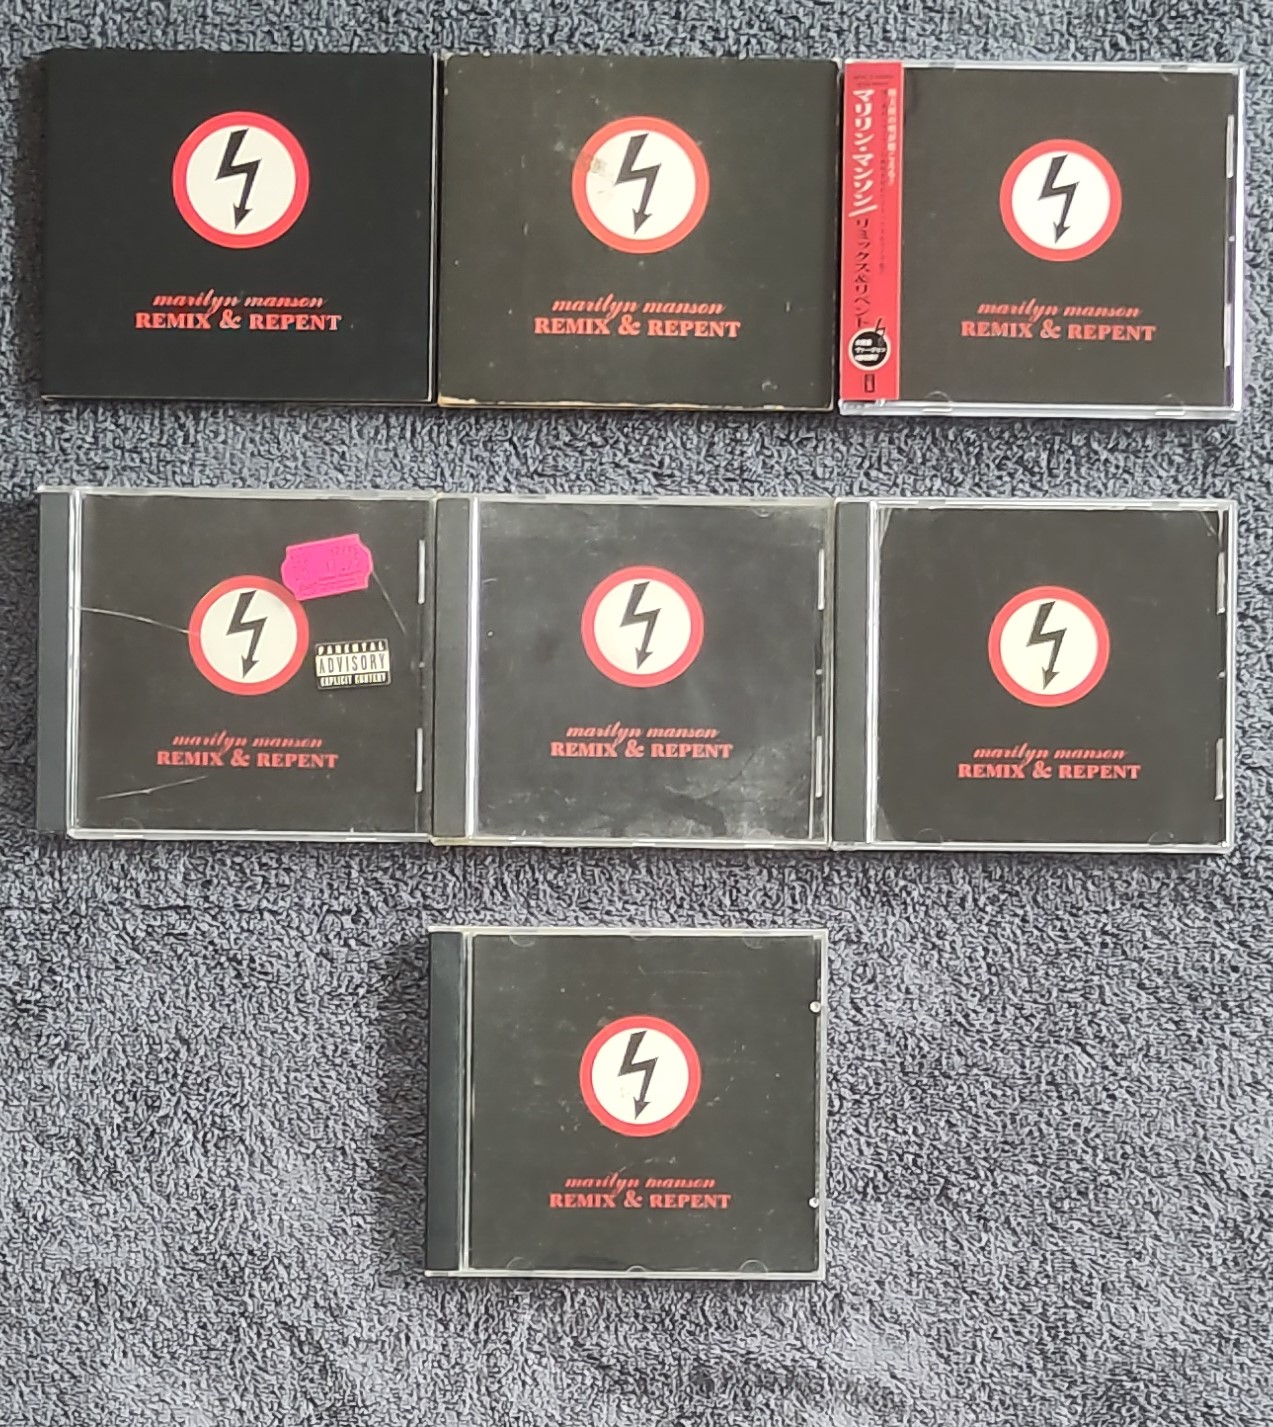 marilyn manson
REMIX & REPENT
marilyn manson
REMIX & REPENT
マリリン・マンソン/リミックス&リペント
marilyn manson
REMIX & REPENT
PARENTAL
ADVISORY
EXPLICIT CONTENT
marilyn manson
REMIX & REPENT
marilyn manson
REMIX & REPENT
marilyn manson
REMIX & REPENT
marilyn manson
REMIX & REPENT